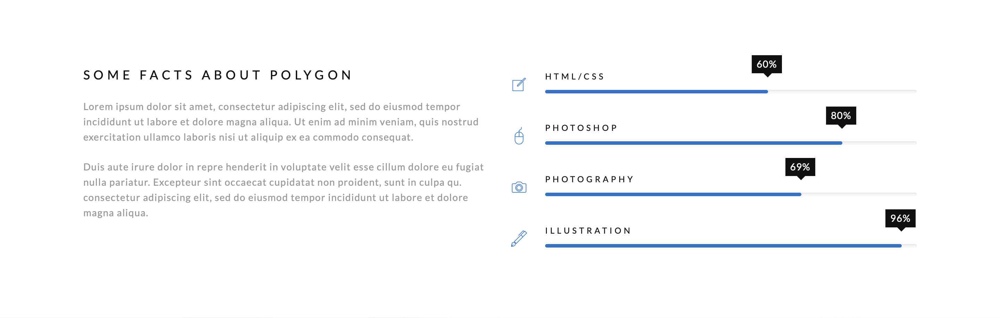 SOME FACTS ABOUT POLYGON
Lorem ipsum dolor sit amet, consectetur adipiscing elit, sed do eiusmod tempor
incididunt ut labore et dolore magna aliqua. Ut enim ad minim veniam, quis nostrud
exercitation ullamco laboris nisi ut aliquip ex ea commodo consequat.
Duis aute irure dolor in repre henderit in voluptate velit esse cillum dolore eu fugiat
nulla pariatur. Excepteur sint occaecat cupidatat non proident, sunt in culpa qu.
consectetur adipiscing elit, sed do eiusmod tempor incididunt ut labore et dolore
magna aliqua.
60%
HTML/CSS
80%
PHOTOSHOP
69%
PHOTOGRAPHY
96%
ILLUSTRATION